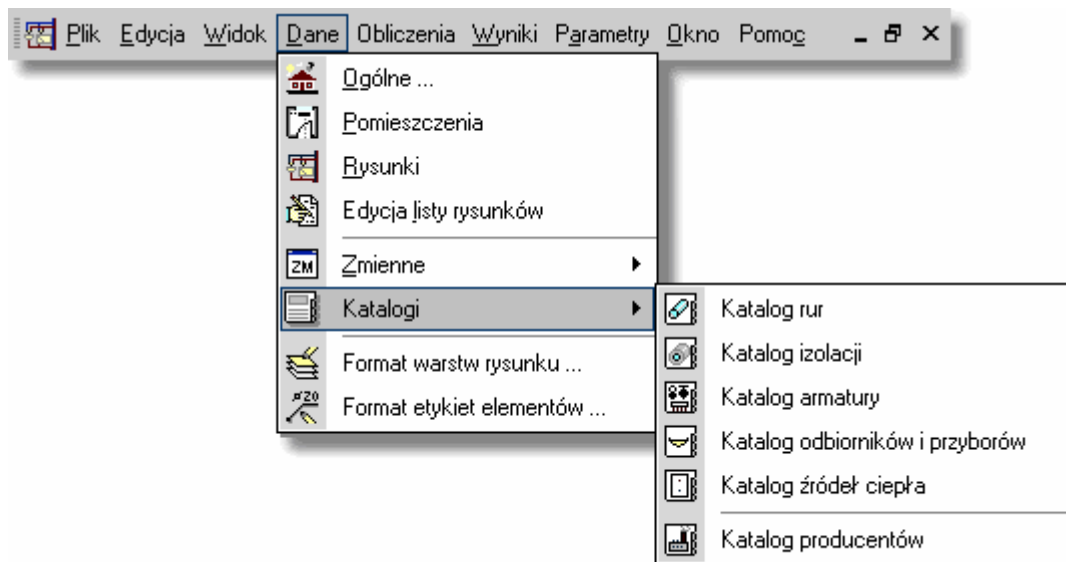 Plik Edycja Widok Dane Obliczenia Wyniki Parametry Okno Pomoc
Ogólne ...
Pomieszczenia
Rysunki
Edycja listy rysunków
ZM Zmienne
Katalogi
Katalog rur
Katalog izolacji
Katalog armatury
Katalog odbiorników i przyborów
Katalog źródeł ciepła
Katalog producentów
Format warstw rysunku ...
Format etykiet elementów ...